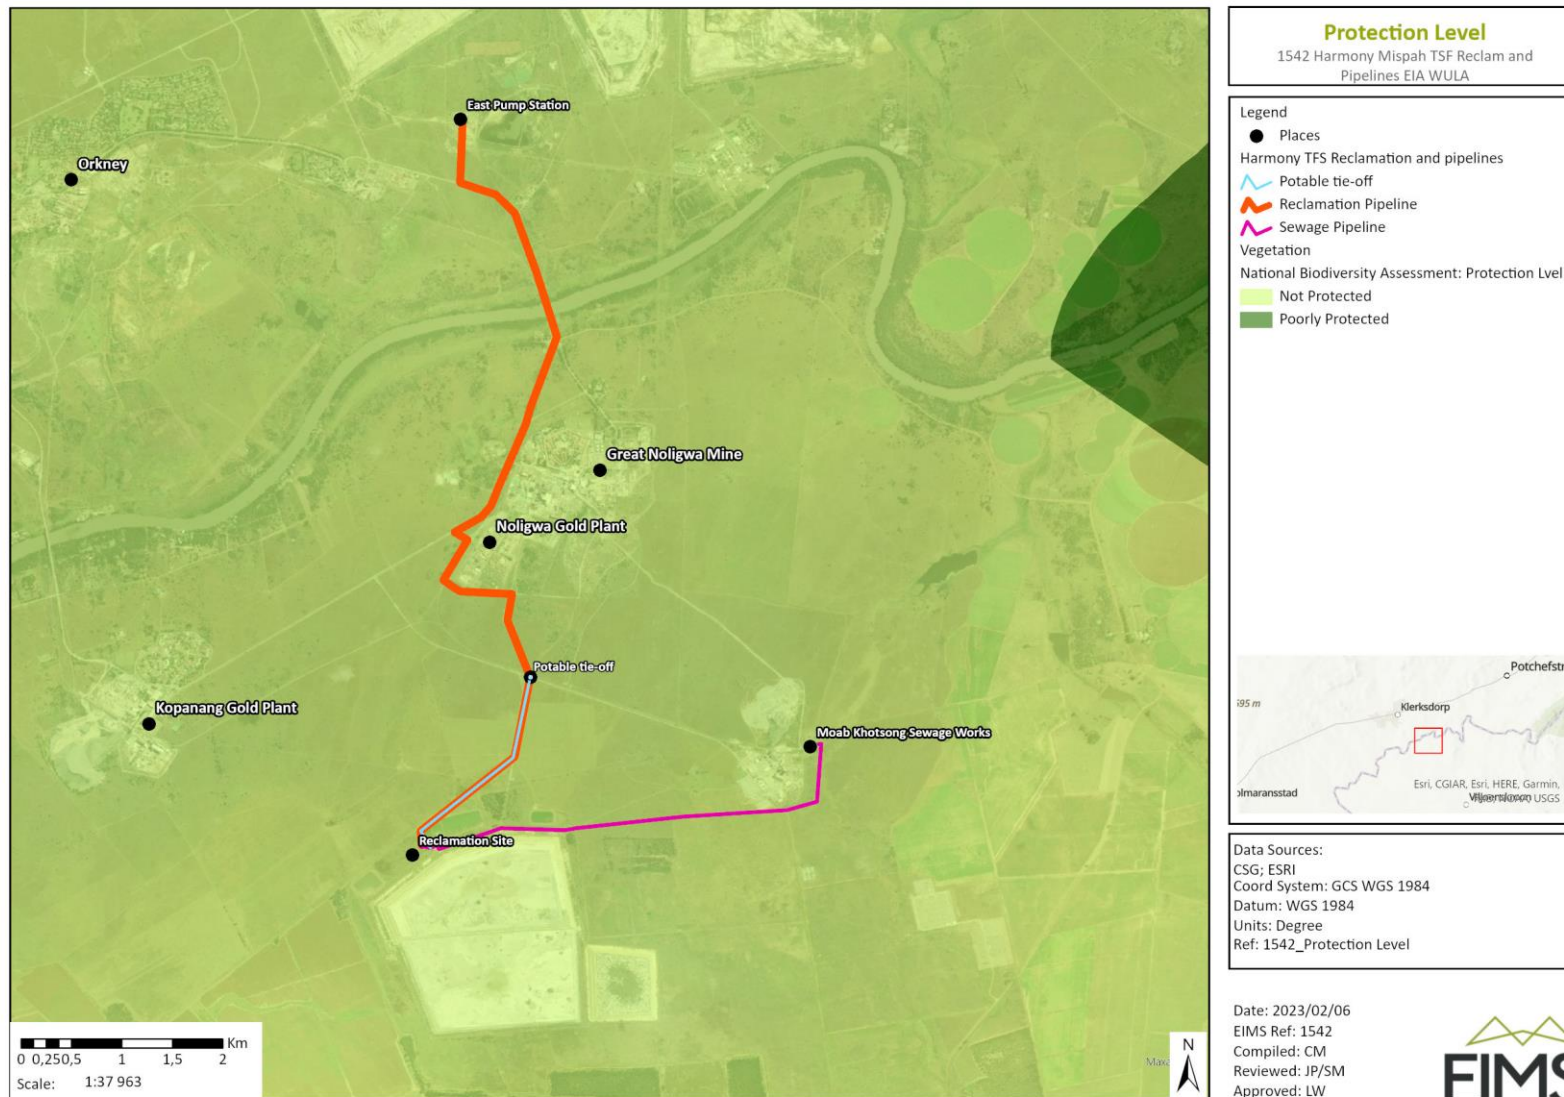 Protection Level
1542 Harmony Mispah TSF Reclam and
Pipelines EIA WULA
Legend
Places
Harmony TFS Reclamation and pipelines
Potable tie-off
Reclamation Pipeline
Sewage Pipeline
Vegetation
National Biodiversity Assessment: Protection Lvel
Not Protected
Poorly Protected
East Pump Station
Orkney
Great Noligwa Mine
Noligwa Gold Plant
Potable tie-off
Kopanang Gold Plant
Moab Khotsong Sewage Works
Reclamation Site
Km
0 0,250,5 1 1,5 2
Scale: 1:37 963
N
Potchefstr
595 m
Klerksdorp
olmaransstad
Esri, CGIAR, Esri, HERE, Garmin,
USGS
Data Sources:
CSG; ESRI
Coord System: GCS WGS 1984
Datum: WGS 1984
Units: Degree
Ref: 1542_Protection Level
Date: 2023/02/06
EIMS Ref: 1542
Compiled: CM
Reviewed: JP/SM
Approved: LW
EIMS